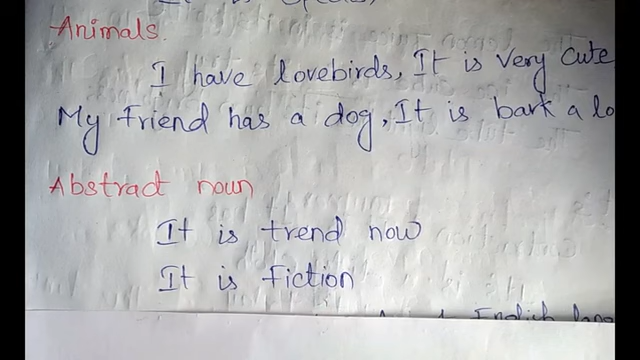 Animals.
I have lovebirds, It is very cute
My friend has a dog, It is bark a lo
Abstract noun
It is trend now
It is fiction